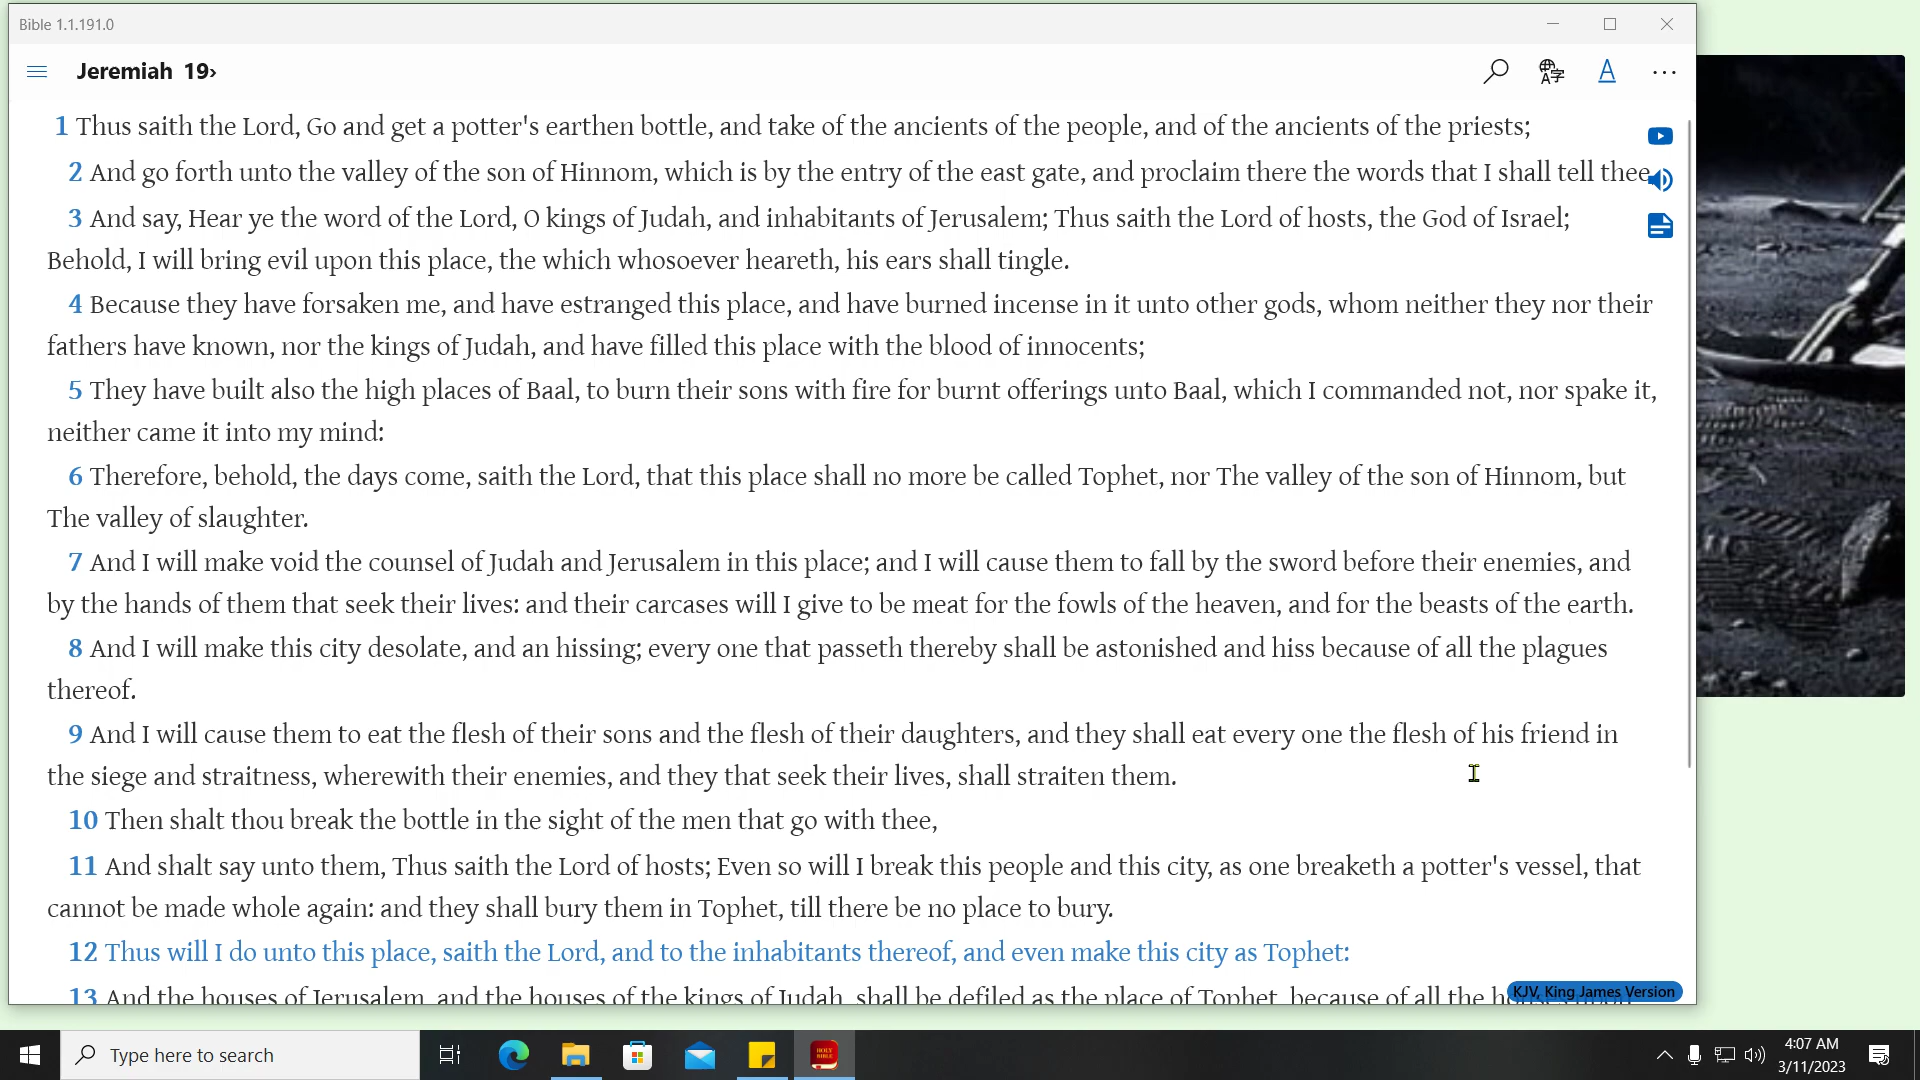 Bible 1.1.191.0
Jeremiah 19›
1 Thus saith the Lord, Go and get a potter's earthen bottle, and take of the ancients of the people, and of the ancients of the priests;
2 And go forth unto the valley of the son of Hinnom, which is by the entry of the east gate, and proclaim there the words that I shall tell thee
3 And say, Hear ye the word of the Lord, O kings of Judah, and inhabitants of Jerusalem; Thus saith the Lord of hosts, the God of Israel;
Behold, I will bring evil upon this place, the which whosoever heareth, his ears shall tingle.
4 Because they have forsaken me, and have estranged this place, and have burned incense in it unto other gods, whom neither they nor their
fathers have known, nor the kings of Judah, and have filled this place with the blood of innocents;
5 They have built also the high places of Baal, to burn their sons with fire for burnt offerings unto Baal, which I commanded not, nor spake it,
neither came it into my mind:
6 Therefore, behold, the days come, saith the Lord, that this place shall no more be called Tophet, nor The valley of the son of Hinnom, but
The valley of slaughter.
7 And I will make void the counsel of Judah and Jerusalem in this place; and I will cause them to fall by the sword before their enemies, and
by the hands of them that seek their lives: and their carcases will I give to be meat for the fowls of the heaven, and for the beasts of the earth.
8 And I will make this city desolate, and an hissing; every one that passeth thereby shall be astonished and hiss because of all the plagues
thereof.
9 And I will cause them to eat the flesh of their sons and the flesh of their daughters, and they shall eat every one the flesh of his friend in
the siege and straitness, wherewith their enemies, and they that seek their lives, shall straiten them.
10 Then shalt thou break the bottle in the sight of the men that go with thee,
11 And shalt say unto them, Thus saith the Lord of hosts; Even so will I break this people and this city, as one breaketh a potter's vessel, that
cannot be made whole again: and they shall bury them in Tophet, till there be no place to bury.
12 Thus will I do unto this place, saith the Lord, and to the inhabitants thereof, and even make this city as Tophet:
13 And the houses of Jerusalem, and the houses of the kings of Judah, shall be defiled as the place of Tophet, because of all the
KJV, King James Version
Type here to search
HOLY BIBLE
4:07 AM
3/11/2023